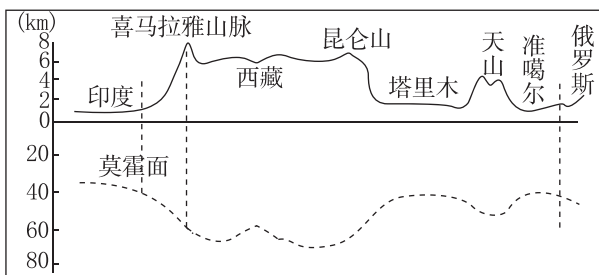 (km)
喜马拉雅山脉
昆仑山
天山
准噶尔
俄罗斯
8
6
4
2
0
印度
西藏
塔里木
莫霍面
20
40
60
80